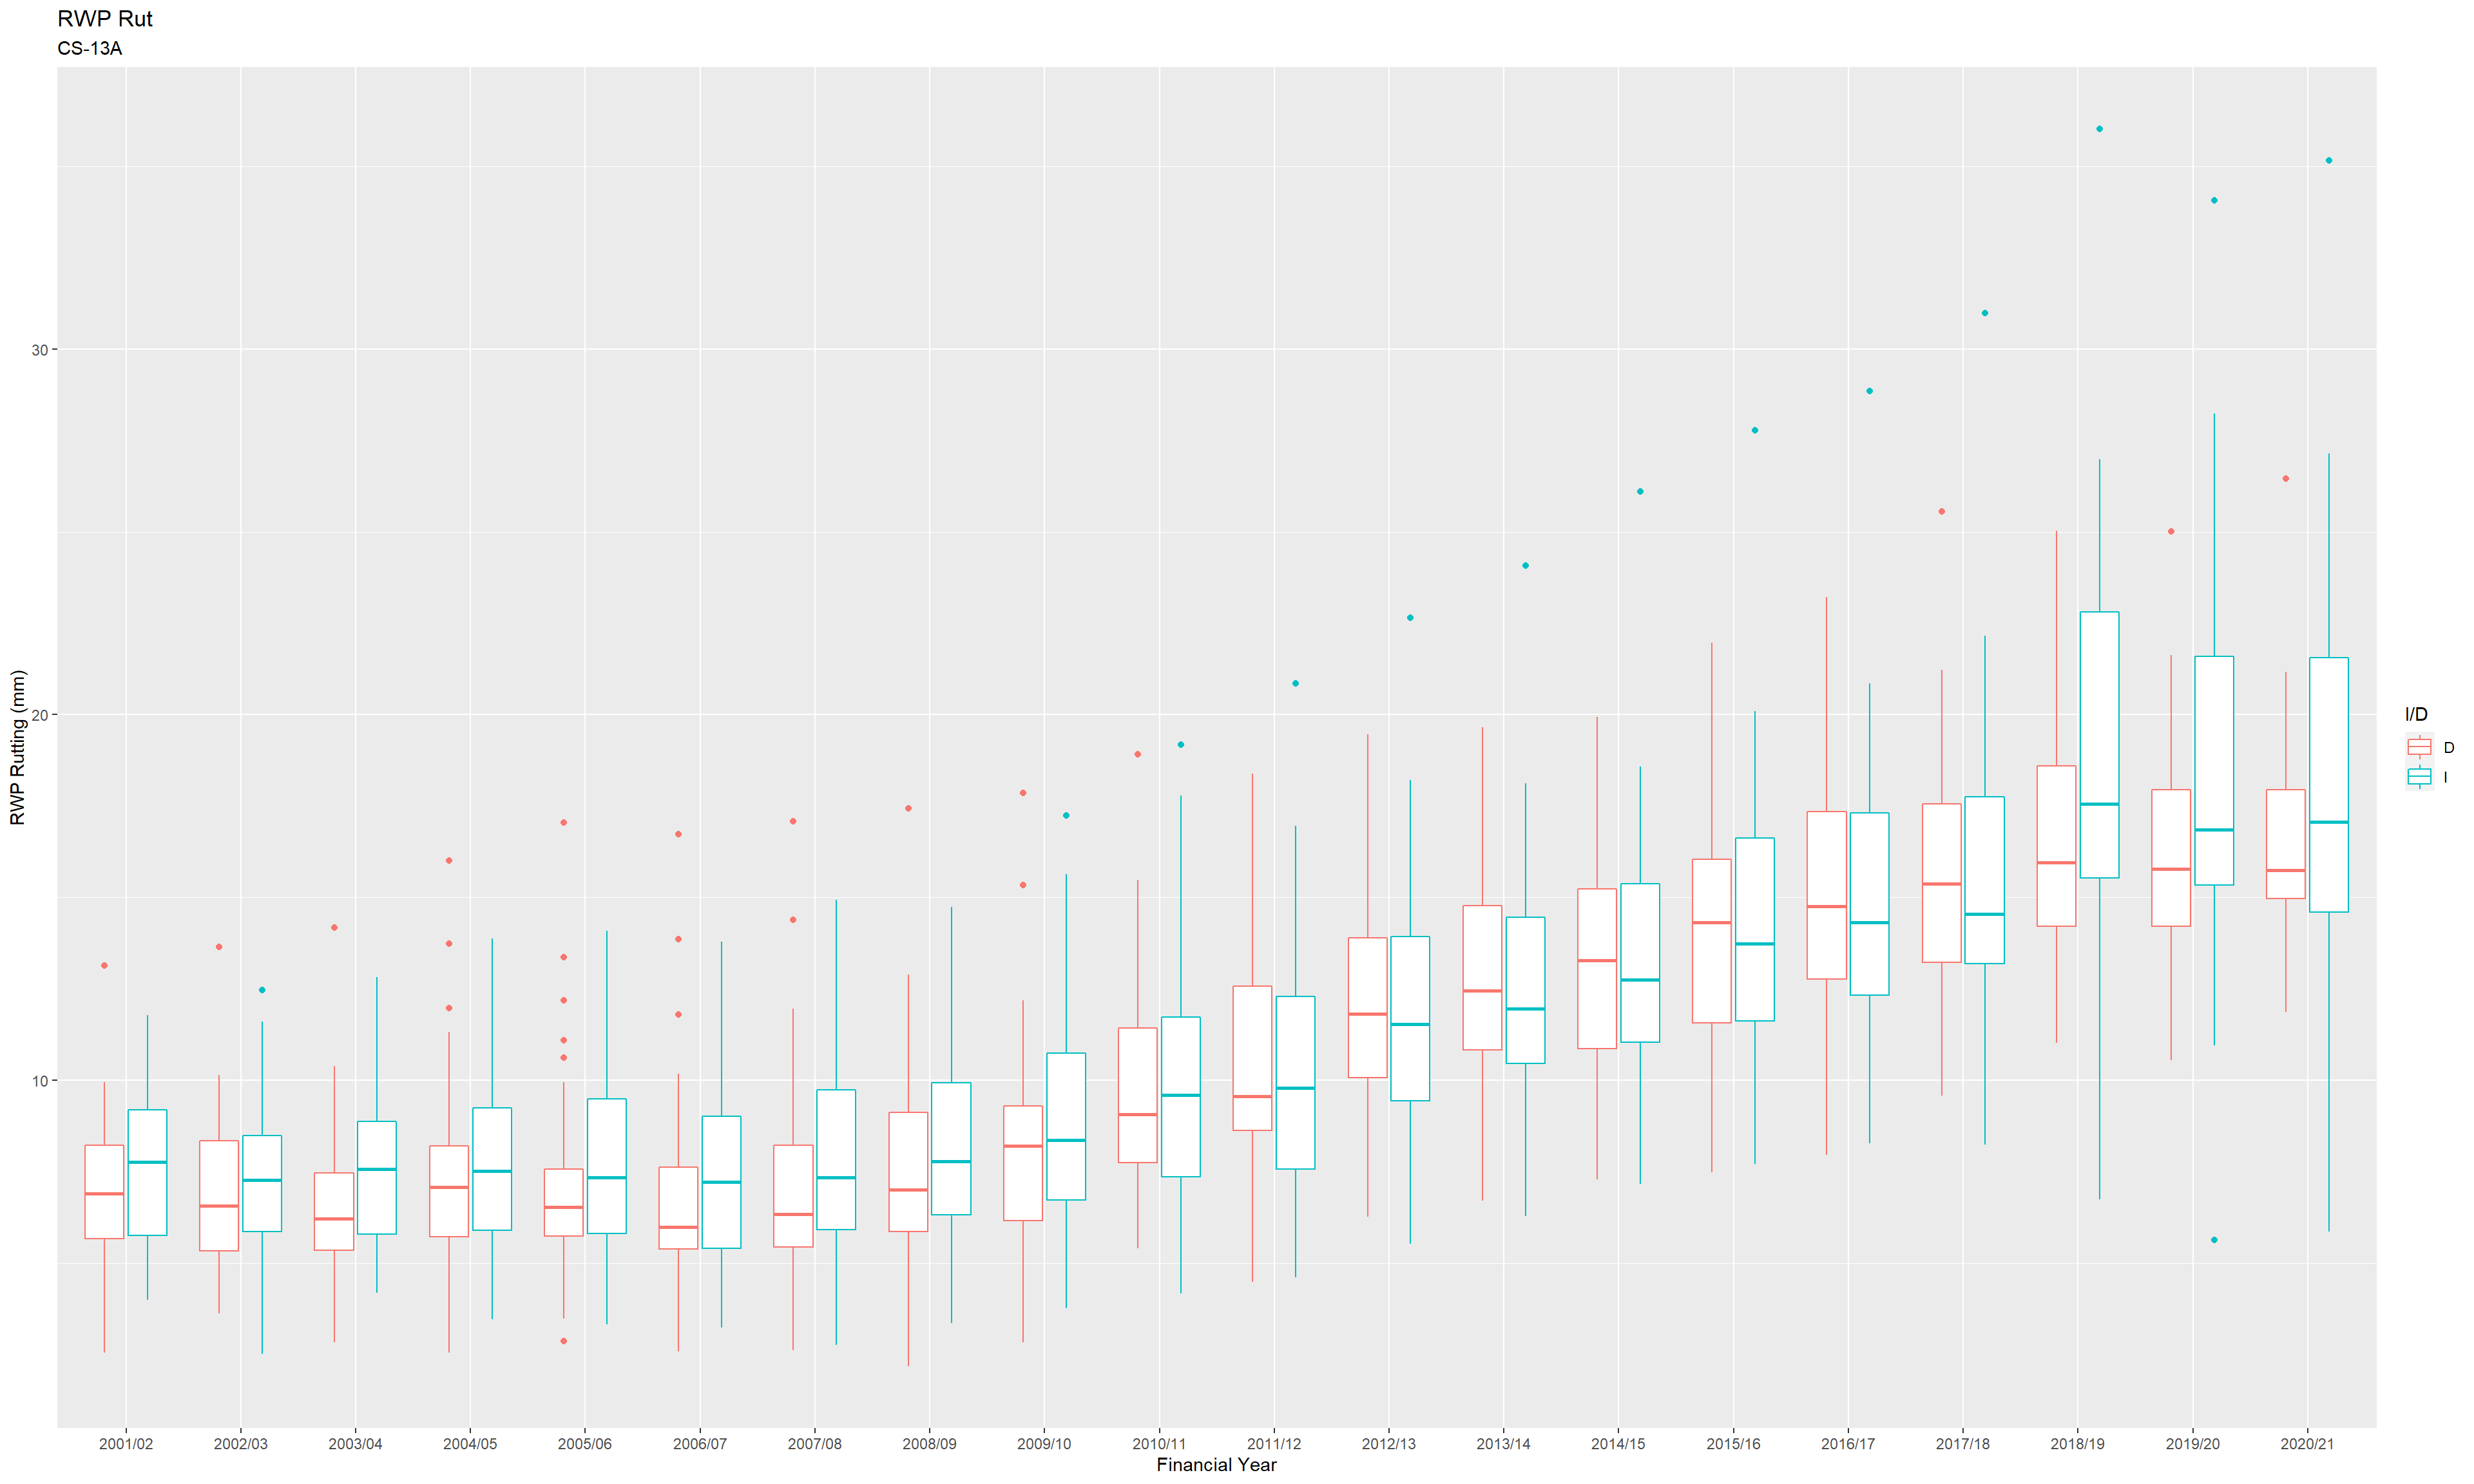 RWP Rut
CS-13A
RWP Rutting (mm)
30
20
10
2001/02 2002/03 2003/04 2004/05 2005/06 2006/07 2007/08 2008/09 2009/10 2010/11 2011/12 2012/13 2013/14 2014/15 2015/16 2016/17 2017/18 2018/19 2019/20 2020/21
Financial Year
I/D
D
I